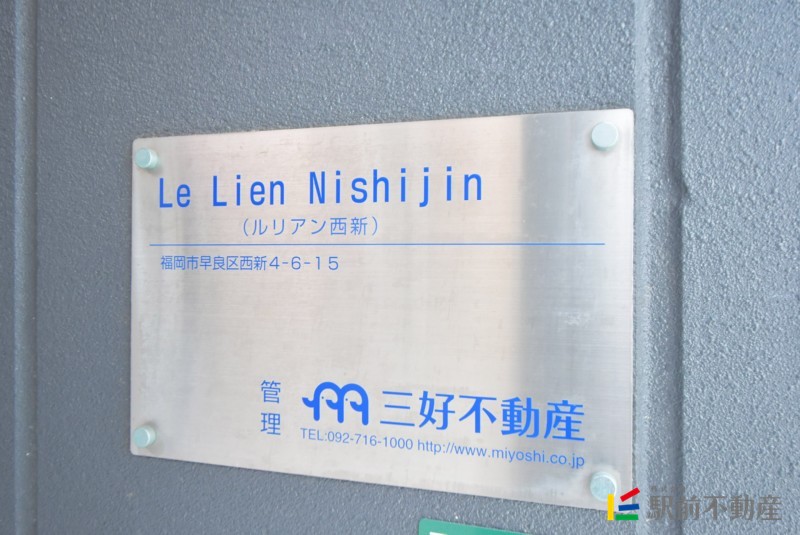 Le Lien Nishijin
（ルリアン西新）
福岡市早良区西新４−６−１５
管理 三好不動産
TEL:092-716-1000 http://www.miyoshi.co.jp
駅前不動産